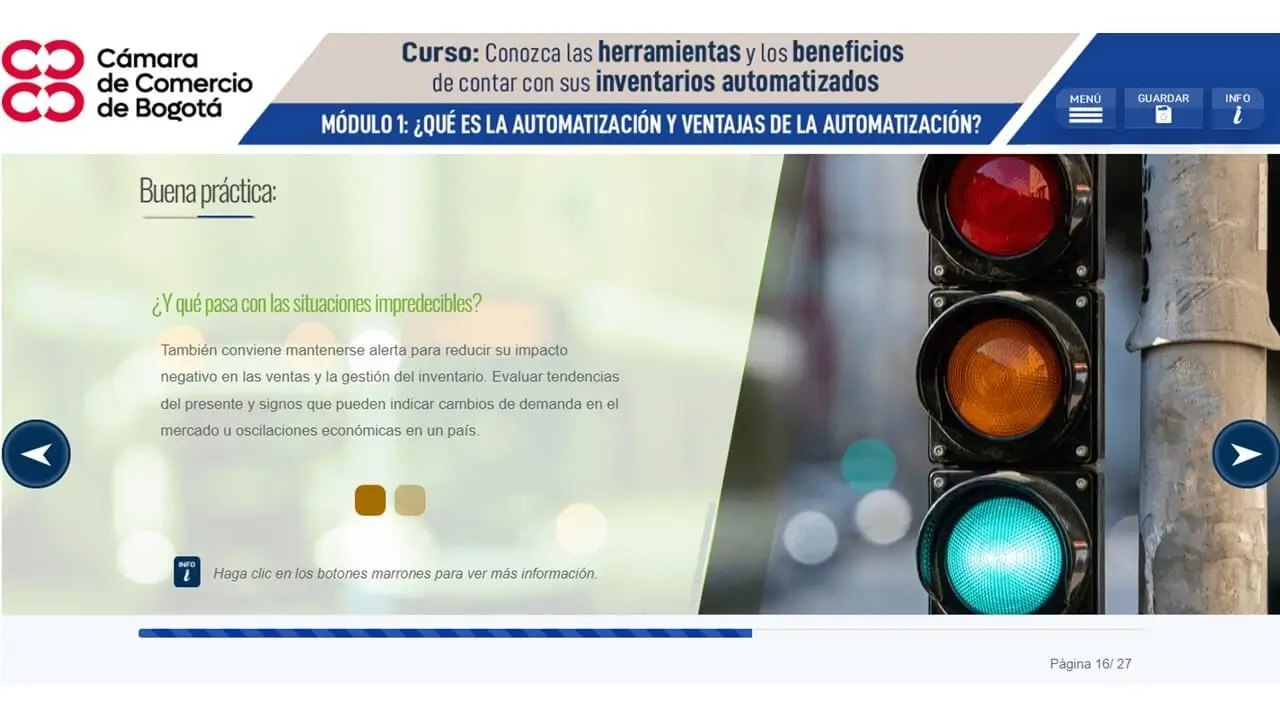 Cámara
de Comercio
de Bogotá
Curso: Conozca las herramientas y los beneficios
de contar con sus inventarios automatizados
MÓDULO 1: ¿QUÉ ES LA AUTOMATIZACIÓN Y VENTAJAS DE LA AUTOMATIZACIÓN?
MENÚ
GUARDAR
INFO
Buena práctica:
¿Y qué pasa con las situaciones impredecibles?
También conviene mantenerse alerta para reducir su impacto
negativo en las ventas y la gestión del inventario. Evaluar tendencias
del presente y signos que pueden indicar cambios de demanda en el
mercado u oscilaciones económicas en un país.
INFO
Haga clic en los botones marrones para ver más información.
Página 16/ 27